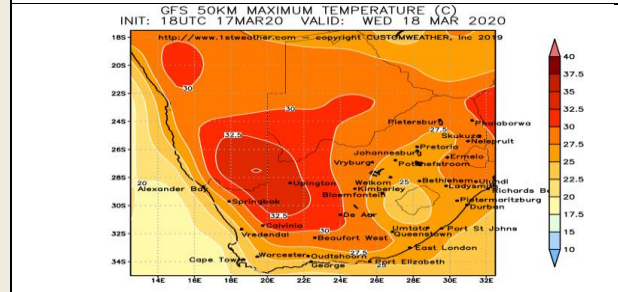 GFS 50KM MAXIMUM TEMPERATURE (C)
INIT: 18UTC 17MAR20 VALID: WED 18 MAR 2020
http://www.1stweather.com — copyright CUSTOMWEATHER, Inc 2019
18S
20S
22S
24S
26S
28S
30S
32S
34S
14E 16E 18E 20E 22E 24E 26E 28E 30E 32E
40
37.5
35
32.5
30
27.5
25
22.5
20
17.5
15
10
30
30
32.5
27.5
Pietersburg
Phalaborwa
Skukuza
Nelspruit
Pretoria
Johannesburg
Ermelo
Vryburg
Potchefstroom
20
Alexander Bay
Upington
Welkom
25
Bethlehem
Ulundi
Kimberley
Ladysmith
Bloemfontein
Richards B
Springbok
Pietermaritzburg
Durban
32.5
De Aar
Calvinia
30
Vredendal
Beaufort West
Umtata
Port St Johns
Queenstown
27.5
East London
Cape Town
Worcester
Oudtshoorn
George
25
Port Elizabeth